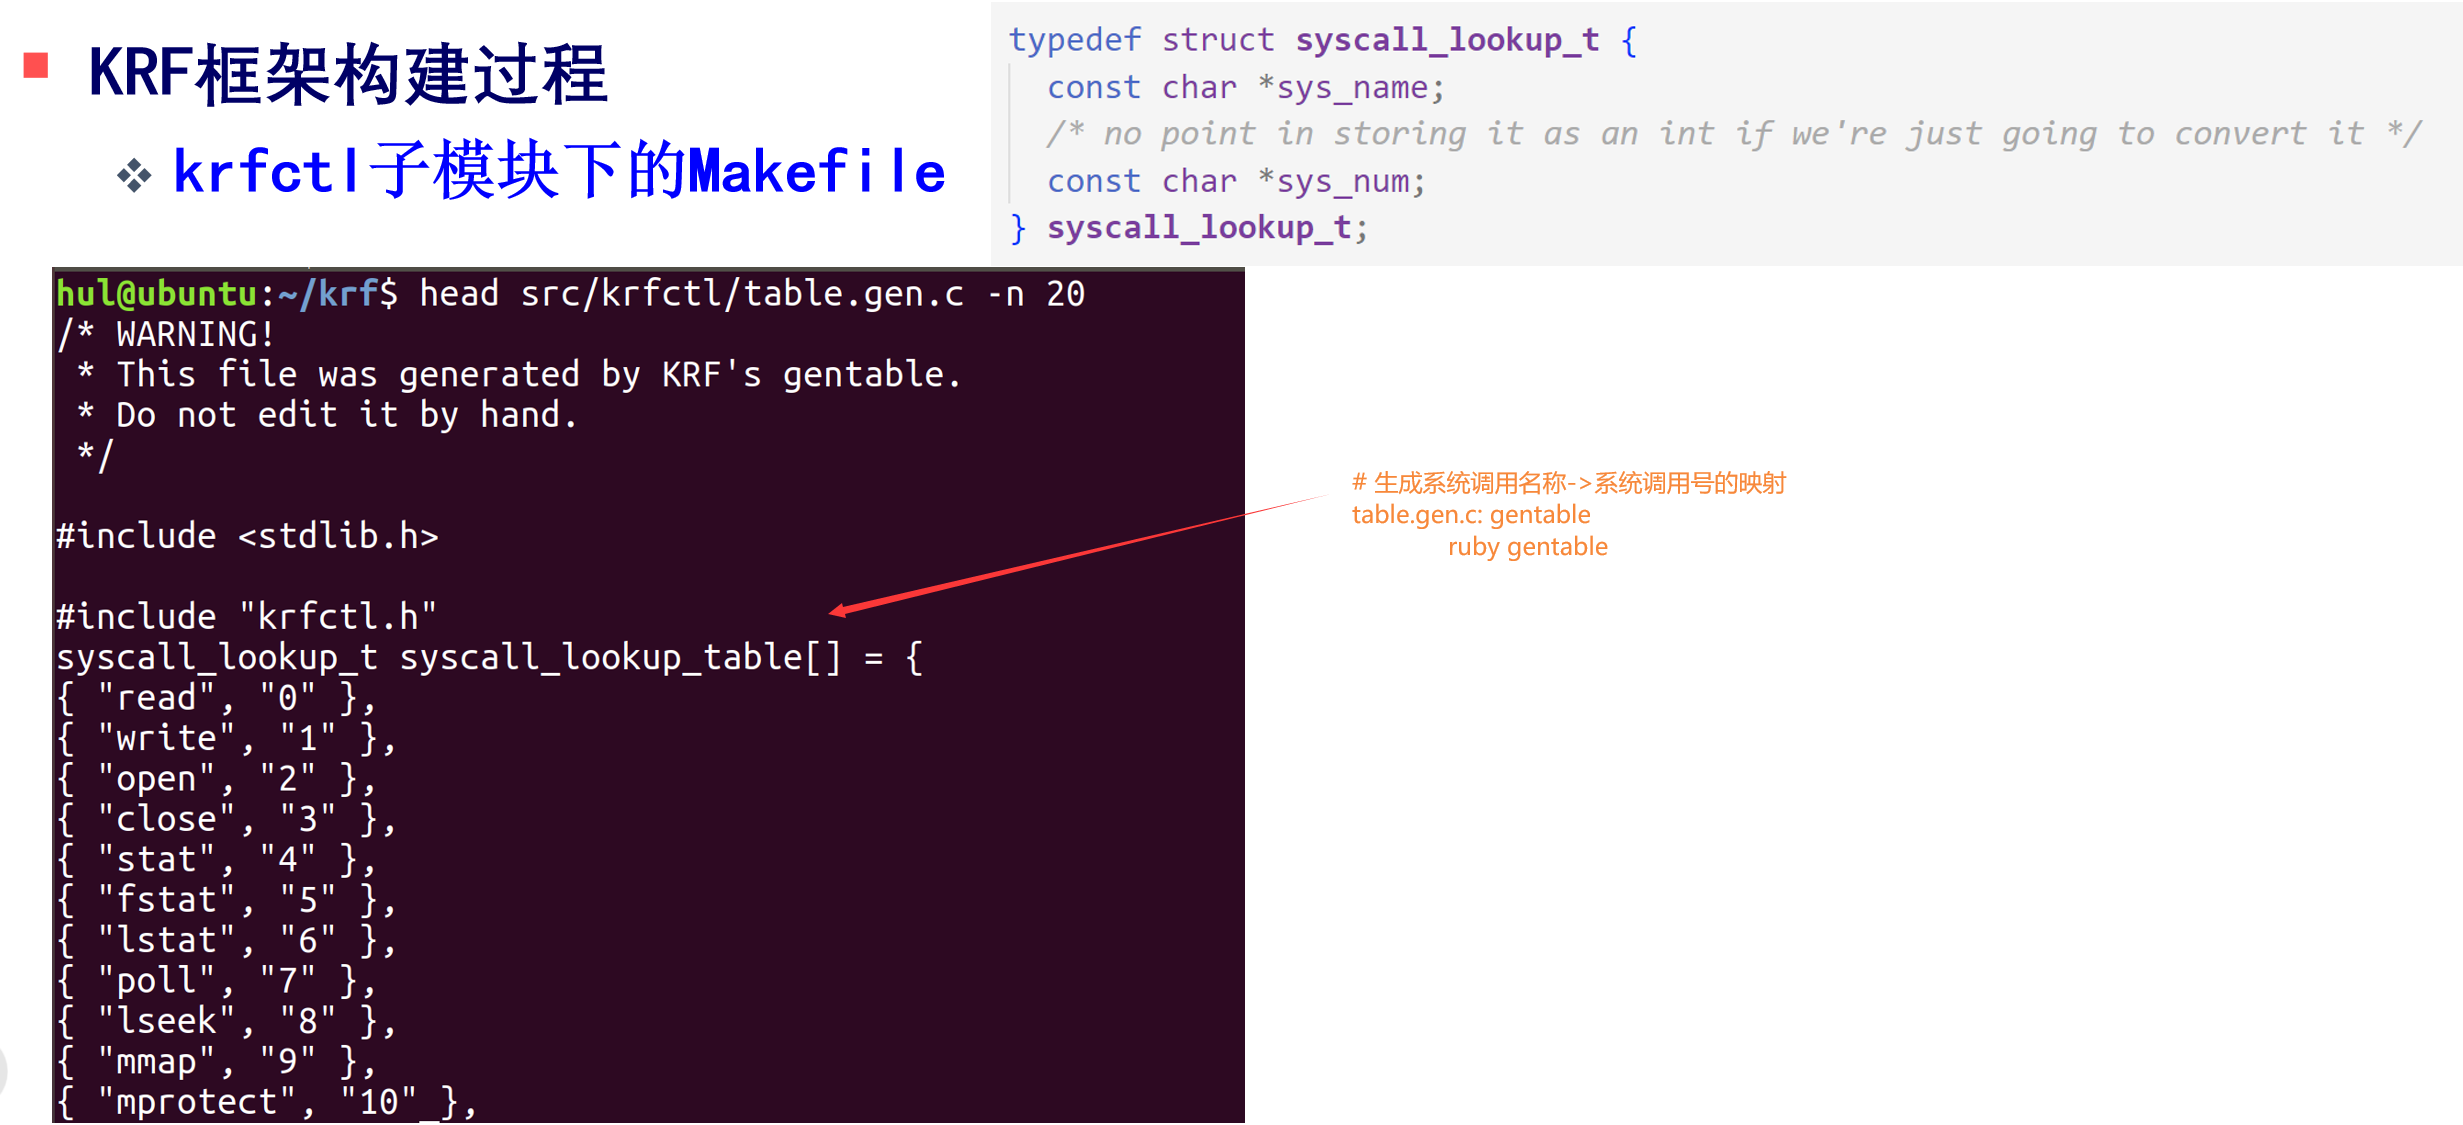 KRF框架构建过程
krfctl子模块下的Makefile
typedef struct syscall_lookup_t {
const char *sys_name;
/* no point in storing it as an int if we're just going to convert it */
const char *sys_num;
} syscall_lookup_t;
hul@ubuntu:~/krf$ head src/krfctl/table.gen.c -n 20
/* WARNING!
 * This file was generated by KRF's gentable.
 * Do not edit it by hand.
 */
#include <stdlib.h>
#include "krfctl.h"
syscall_lookup_t syscall_lookup_table[] = {
{ "read", "0" },
{ "write", "1" },
{ "open", "2" },
{ "close", "3" },
{ "stat", "4" },
{ "fstat", "5" },
{ "lstat", "6" },
{ "poll", "7" },
{ "lseek", "8" },
{ "mmap", "9" },
{ "mprotect", "10" },
# 生成系统调用名称->系统调用号的映射
table.gen.c: gentable
ruby gentable